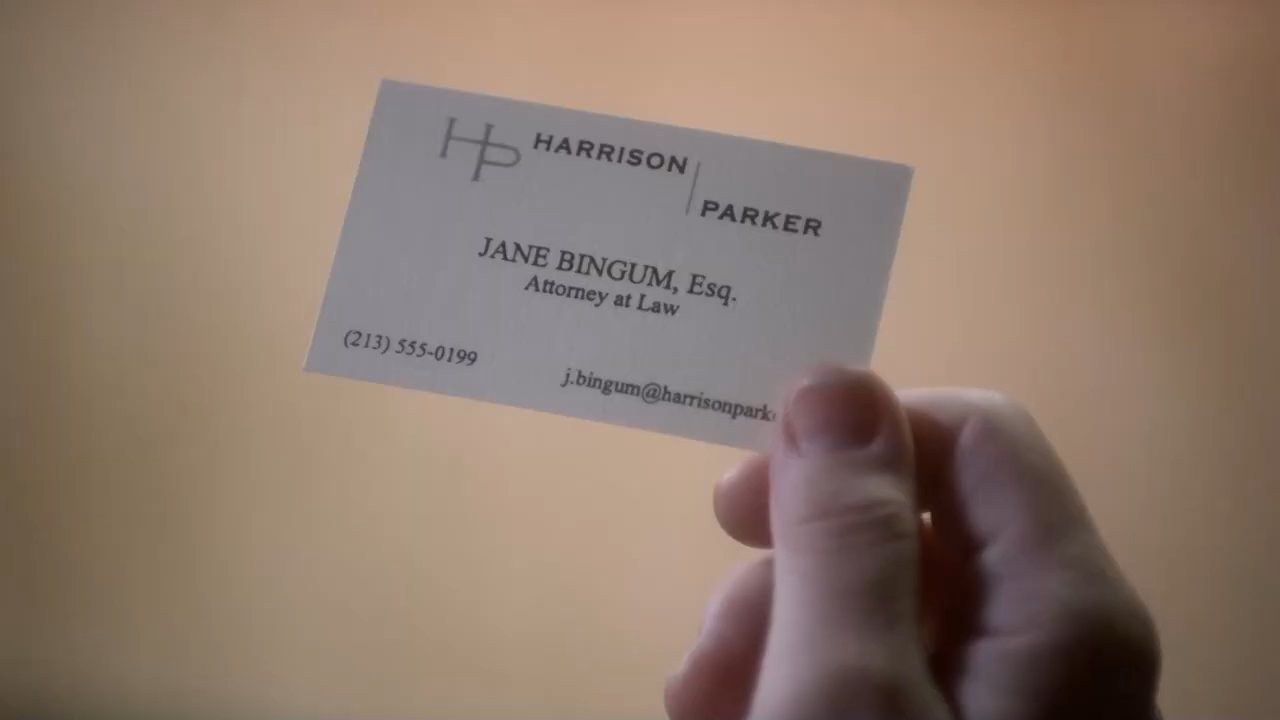 HP HARRISON
PARKER
JANE BINGUM, Esq.
Attorney at Law
(213) 555-0199
j.bingum@harrisonpark